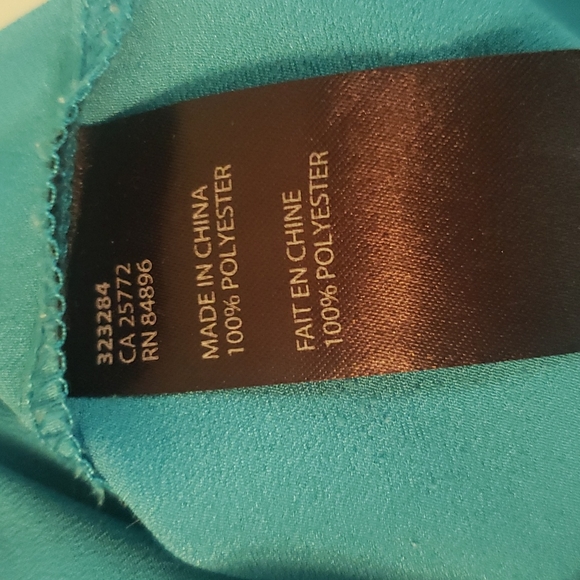 323284
CA 25772
RN 84896
MADE IN CHINA
100% POLYESTER
FAIT EN CHINE
100% POLYESTER